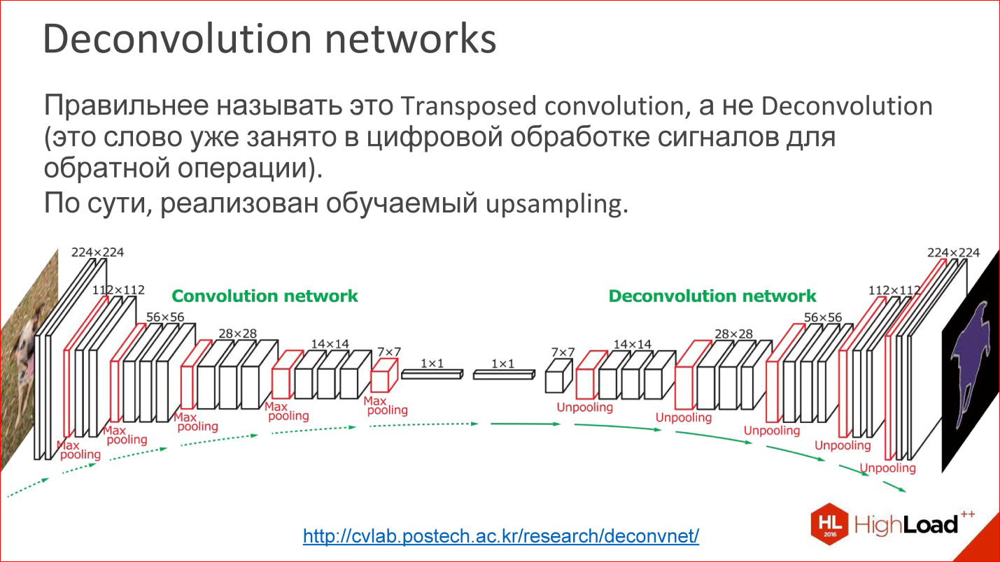 Deconvolution networks
Правильнее называть это Transposed convolution, а не Deconvolution
(это слово уже занято в цифровой обработке сигналов для
обратной операции).
По сути, реализован обучаемый upsampling.
224×224
112×112
56×56
28×28
14×14
7×7
1×1
Convolution network
Max
pooling
Max
pooling
Max
pooling
Max
pooling
Max
pooling
1×1
7×7
14×14
28×28
56×56
112×112
224×224
Deconvolution network
Unpooling
Unpooling
Unpooling
Unpooling
Unpooling
http://cvlab.postech.ac.kr/research/deconvnet/
HL
2016
HighLoad++